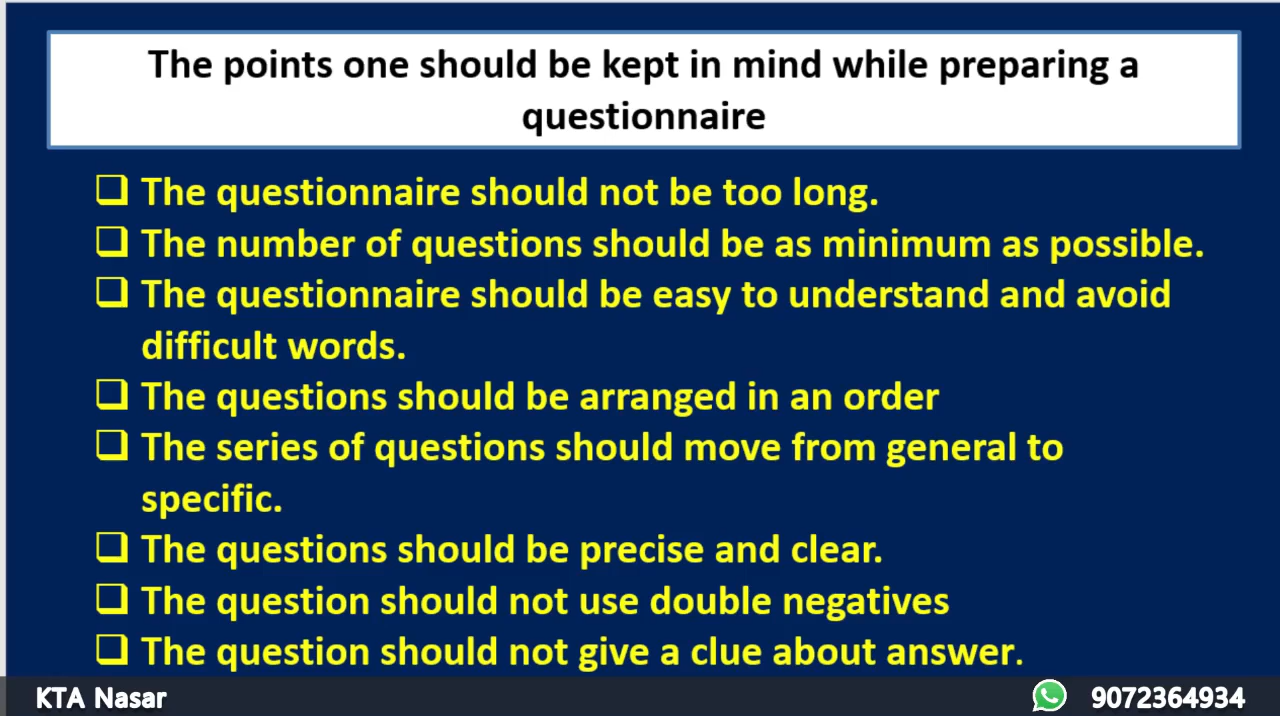 The points one should be kept in mind while preparing a
questionnaire
❑ The questionnaire should not be too long.
❑ The number of questions should be as minimum as possible.
❑ The questionnaire should be easy to understand and avoid
difficult words.
❑ The questions should be arranged in an order
❑ The series of questions should move from general to
specific.
❑ The questions should be precise and clear.
❑ The question should not use double negatives
❑ The question should not give a clue about answer.
KTA Nasar
9072364934